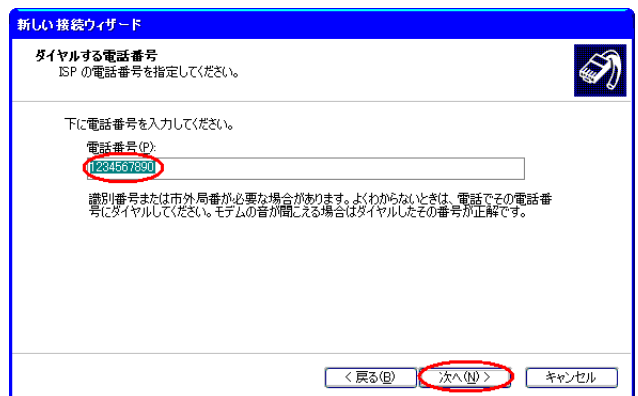 新しい接続ウィザード
ダイヤルする電話番号
ISP の電話番号を指定してください。
下に電話番号を入力してください。
電話番号(P):
1234567890
識別番号または市外局番が必要な場合があります。よくわからないときは、電話でその電話番
号にダイヤルしてください。モデムの音が聞こえる場合はダイヤルしたその番号が正解です。
< 戻る(B) 次へ(N) > キャンセル